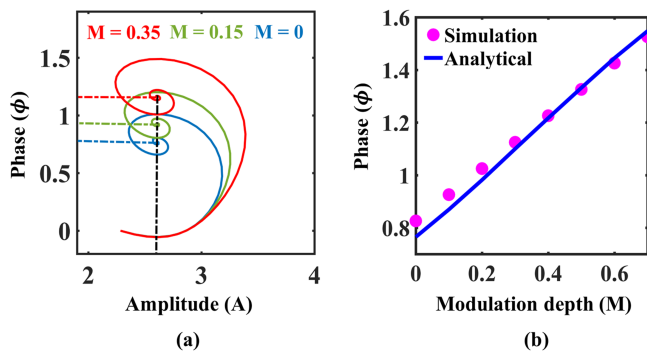 M = 0.35 M = 0.15 M = 0
Phase (ϕ)
1.5
1
0.5
0
2
3
4
Amplitude (A)
(a)
Simulation
Analytical
Phase (ϕ)
1.6
1.4
1.2
1
0.8
0
0.2
0.4
0.6
Modulation depth (M)
(b)